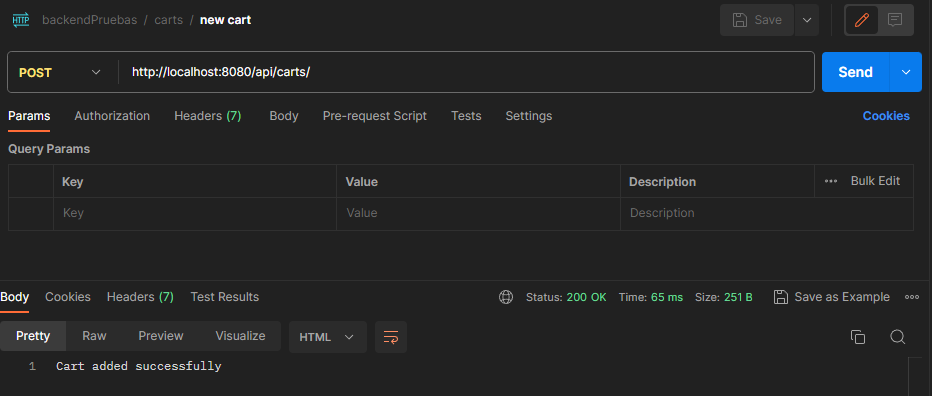 HTTP backendPruebas / carts / new cart Save
POST http://localhost:8080/api/carts/ Send
Params Authorization Headers (7) Body Pre-request Script Tests Settings Cookies
Query Params
Key Value Description ••• Bulk Edit
Key Value Description
Body Cookies Headers (7) Test Results Status: 200 OK Time: 65 ms Size: 251 B Save as Example •••
Pretty Raw Preview Visualize HTML
1 Cart added successfully